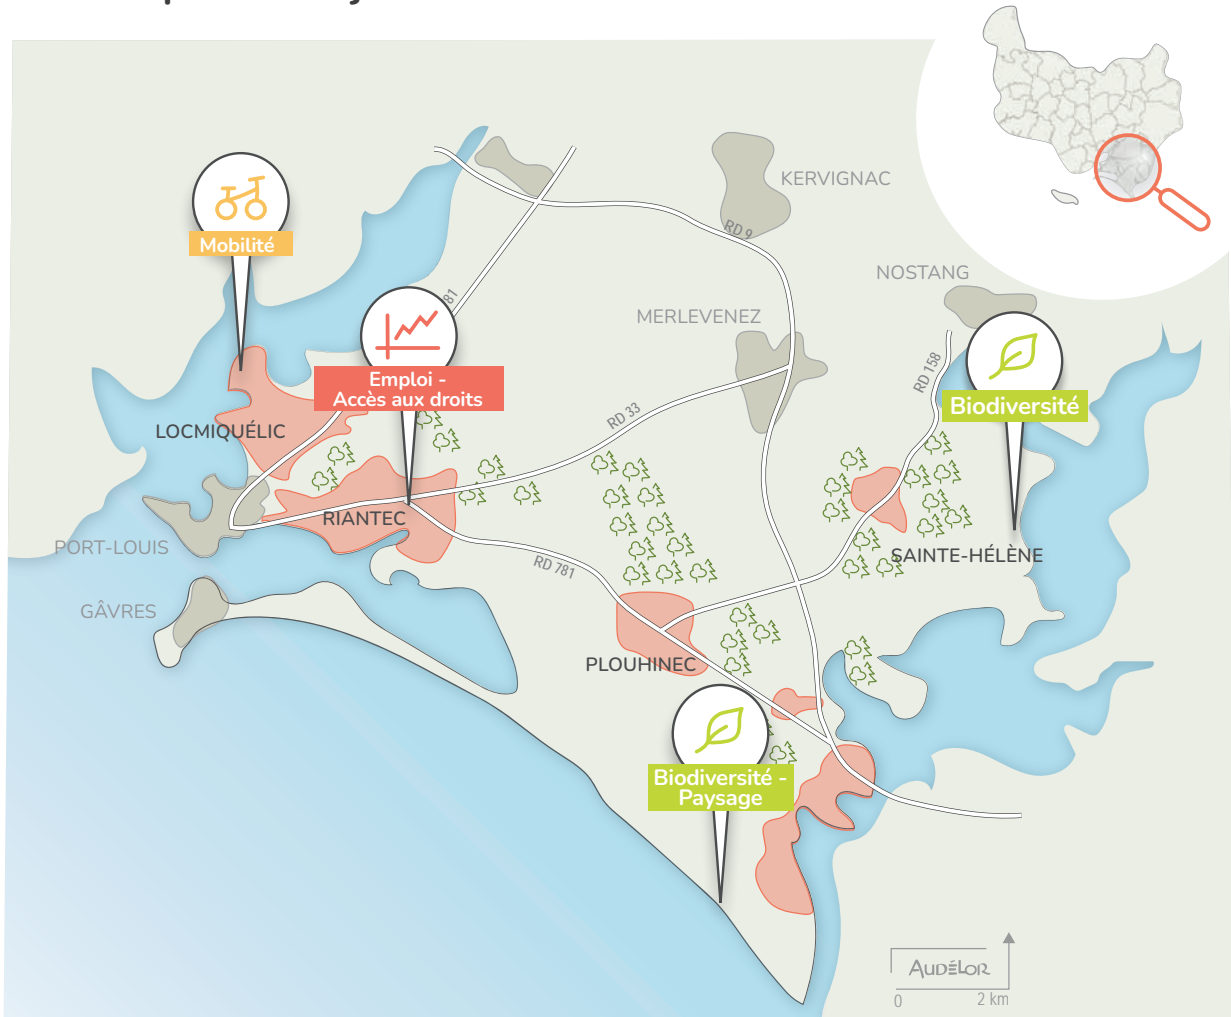 KERVIGNAC
RD 9
Mobilité
NOSTANG
81
MERLEVENEZ
RD 158
Emploi -
Accès aux droits
Biodiversité
RD 33
LOCMIQUÉLIC
RIANTEC
PORT-LOUIS
SAINTE-HÉLÈNE
RD 781
GÂVRES
PLOUHINEC
Biodiversité -
Paysage
AUDÉLOR
0 2 km